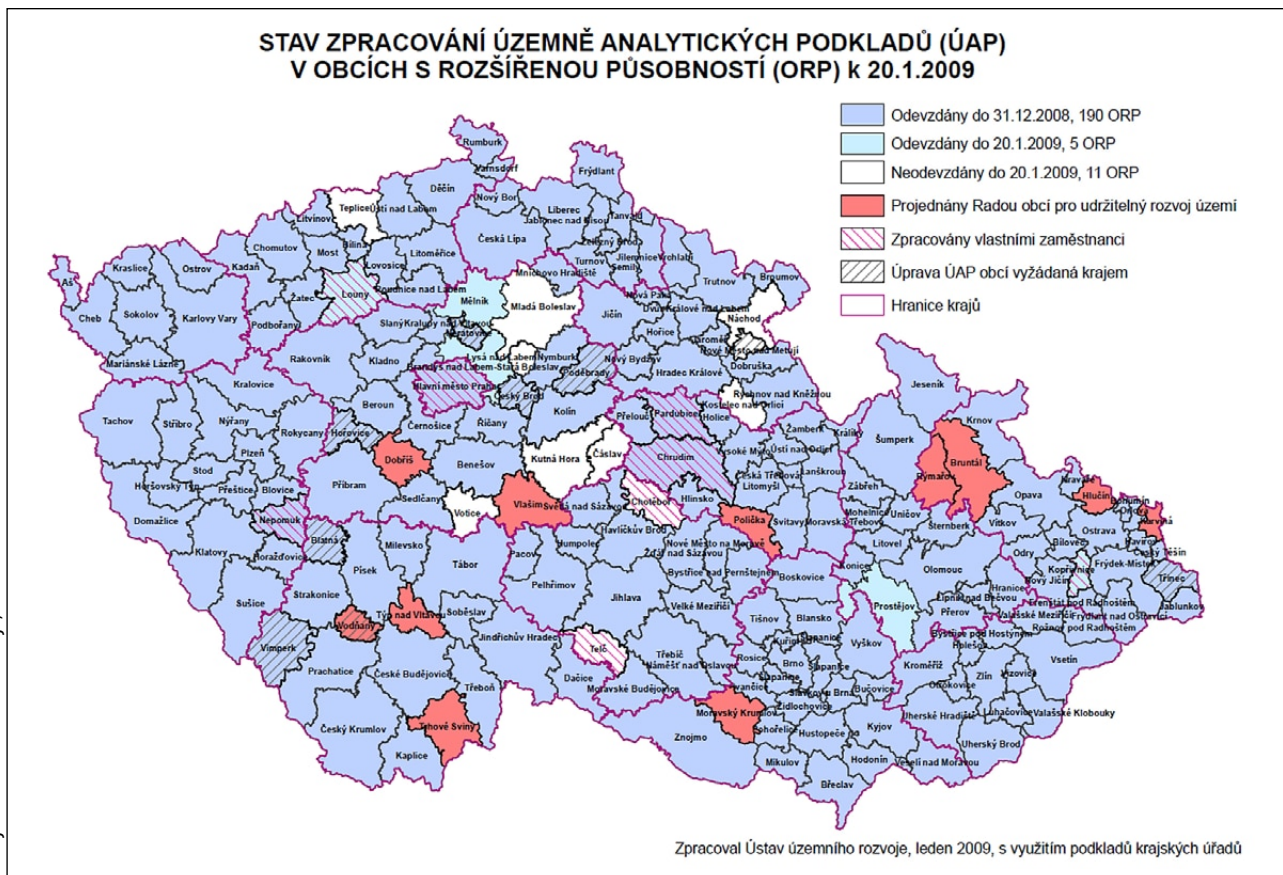 STAV ZPRACOVÁNÍ ÚZEMNĚ ANALYTICKÝCH PODKLADŮ (ÚAP)
V OBCÍCH S ROZŠÍŘENOU PŮSOBNOSTÍ (ORP) k 20.1.2009
Odevzdány do 31.12.2008, 190 ORP
Odevzdány do 20.1.2009, 5 ORP
Neodevzdány do 20.1.2009, 11 ORP
Projednány Radou obcí pro udržitelný rozvoj území
Zpracovány vlastními zaměstnanci
Úprava ÚAP obcí vyžádaná krajem
Hranice krajů
Rumburk
Varnsdorf
Frýdlant
Děčín
Nový Bor
Liberec
Jablonec nad Nisou
Tanvald
Teplice
Ústí nad Labem
Litvínov
Česká Lípa
Železný Brod
Chomutov
Most
Bílina
Litoměřice
Lovosice
Turnov
Semily
Jilemnice
Vrchlabí
Trutnov
Broumov
Kraslice
Ostrov
Kadaň
Aš
Žatec
Louny
Roudnice nad Labem
Mnichovo Hradiště
Mělník
Mladá Boleslav
Nová Paka
Dvůr Králové nad Labem
Jičín
Náchod
Cheb
Sokolov
Karlovy Vary
Podbořany
Slaný
Kralupy nad Vltavou
Neratovice
Hořice
Jaroměř
Nové Město nad Metují
Mariánské Lázně
Rakovník
Kladno
Lysá nad Labem
Nymburk
Brandýs nad Labem-Stará Boleslav
Poděbrady
Nový Bydžov
Hradec Králové
Dobruška
Hlavní město Praha
Český Brod
Kralovice
Beroun
Kolín
Rychnov nad Kněžnou
Kostelec nad Orlicí
Přelouč
Pardubice
Holice
Jeseník
Tachov
Stříbro
Nýřany
Rokycany
Hořovice
Černošice
Říčany
Žamberk
Králíky
Šumperk
Krnov
Plzeň
Dobříš
Benešov
Kutná Hora
Čáslav
Chrudim
Vysoké Mýto
Ústí nad Orlicí
Stod
Horšovský Týn
Přeštice
Blovice
Příbram
Sedlčany
Votice
Vlašim
Světlá nad Sázavou
Chotěboř
Hlinsko
Česká Třebová
Litomyšl
Lanškroun
Zábřeh
Rýmařov
Bruntál
Opava
Kravaře
Hlučín
Bohumín
Orlová
Karviná
Domažlice
Nepomuk
Blatná
Klatovy
Horažďovice
Milevsko
Tábor
Pacov
Humpolec
Havlíčkův Brod
Polička
Svitavy
Moravská Třebová
Mohelnice
Uničov
Šternberk
Litovel
Vítkov
Bílovec
Ostrava
Havířov
Český Těšín
Nové Město na Moravě
Žďár nad Sázavou
Bystřice nad Pernštejnem
Konice
Olomouc
Odry
Kopřivnice
Frýdek-Místek
Třinec
Nový Jičín
Sušice
Strakonice
Písek
Pelhřimov
Jihlava
Velké Meziříčí
Boskovice
Prostějov
Lipník nad Bečvou
Hranice
Frenštát pod Radhoštěm
Jablunkov
Valašské Meziříčí
Frýdlant nad Ostravicí
Rožnov pod Radhoštěm
Vodňany
Týn nad Vltavou
Soběslav
Jindřichův Hradec
Tišnov
Blansko
Přerov
Bystřice pod Hostýnem
Holešov
Vimperk
Prachatice
České Budějovice
Telč
Třebíč
Náměšť nad Oslavou
Rosice
Kuřim
Brno
Šlapanice
Vyškov
Kroměříž
Vsetín
Třeboň
Dačice
Moravské Budějovice
Ivančice
Slavkov u Brna
Bučovice
Otrokovice
Zlín
Vizovice
Český Krumlov
Trhové Sviny
Moravský Krumlov
Židlochovice
Uherské Hradiště
Luhačovice
Valašské Klobouky
Kaplice
Znojmo
Pohořelice
Hustopeče
Kyjov
Uherský Brod
Mikulov
Hodonín
Veselí nad Moravou
Břeclav
Zpracoval Ústav územního rozvoje, leden 2009, s využitím podkladů krajských úřadů